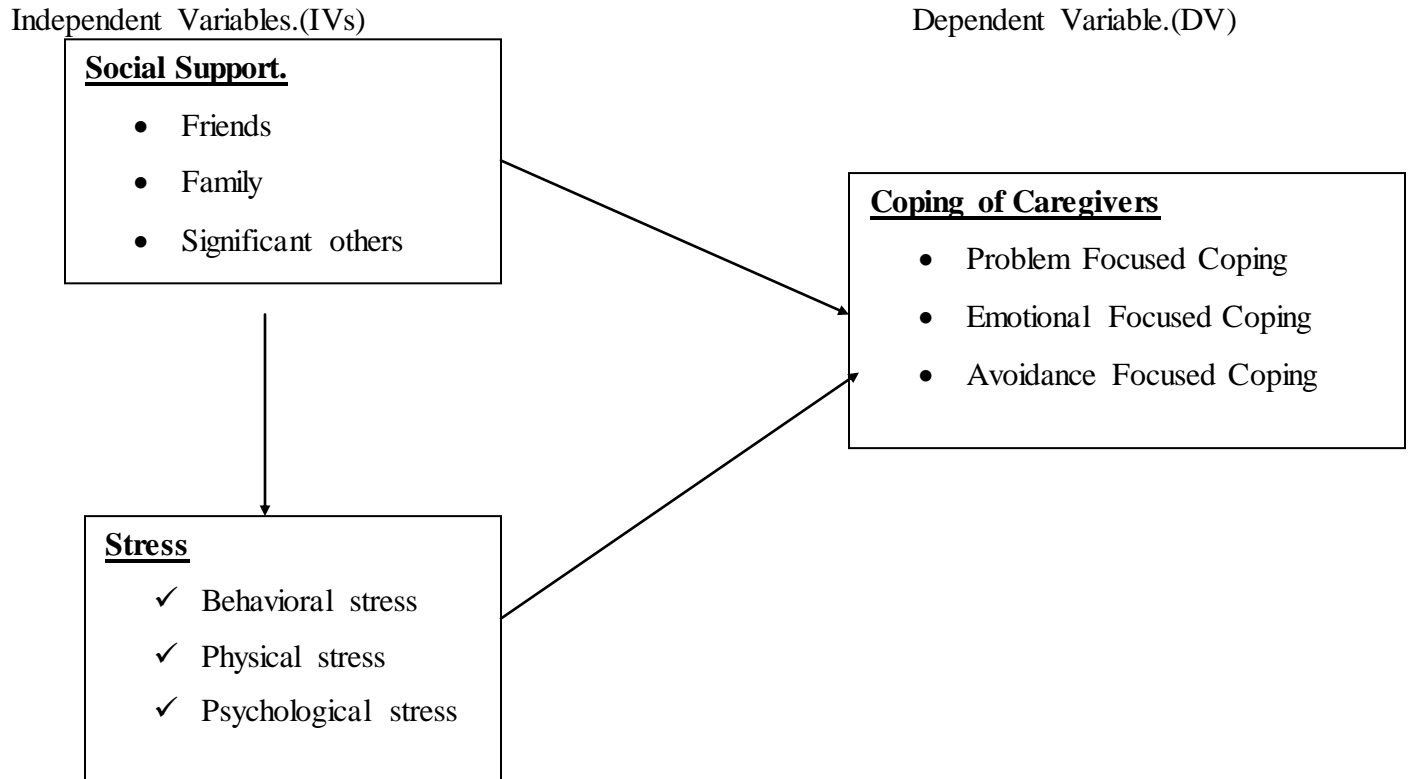 Independent Variables.(IVs)
Dependent Variable.(DV)
Social Support.
• Friends
• Family
• Significant others
Coping of Caregivers
• Problem Focused Coping
• Emotional Focused Coping
• Avoidance Focused Coping
Stress
✓ Behavioral stress
✓ Physical stress
✓ Psychological stress